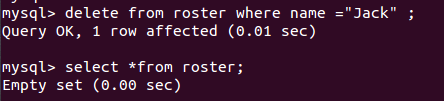 mysql> delete from roster where name ="Jack" ;
Query OK, 1 row affected (0.01 sec)
mysql> select *from roster;
Empty set (0.00 sec)